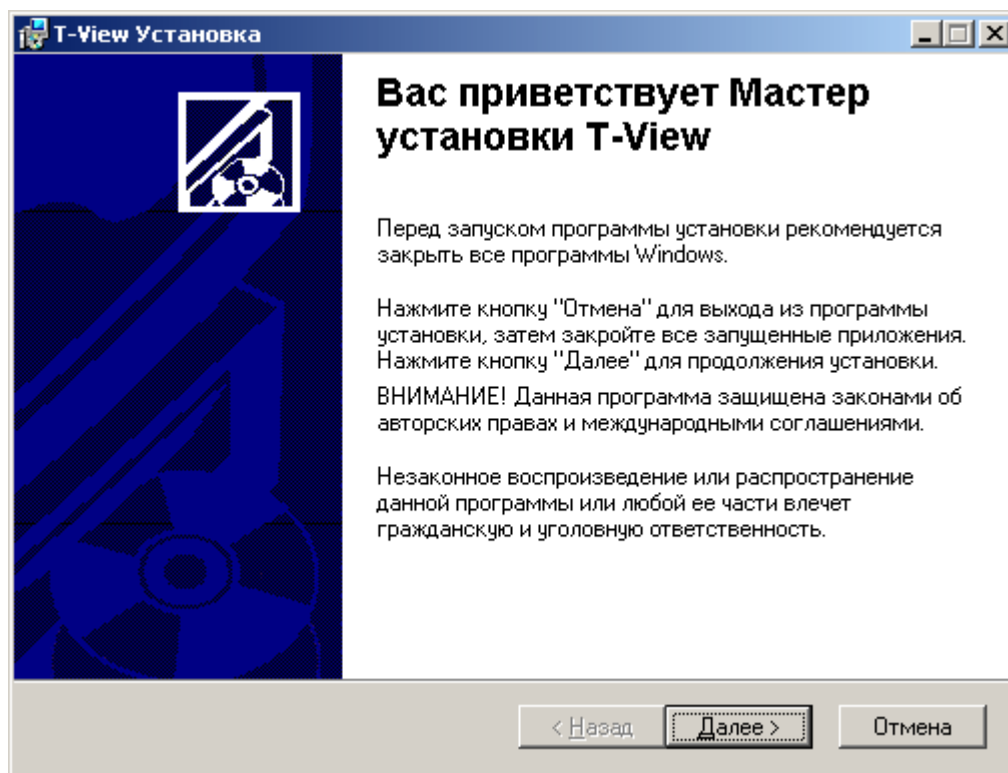 T-View Установка
Вас приветствует Мастер
установки T-View
Перед запуском программы установки рекомендуется
закрыть все программы Windows.
Нажмите кнопку "Отмена" для выхода из программы
установки, затем закройте все запущенные приложения.
Нажмите кнопку "Далее" для продолжения установки.
ВНИМАНИЕ! Данная программа защищена законами об
авторских правах и международными соглашениями.
Незаконное воспроизведение или распространение
данной программы или любой ее части влечет
гражданскую и уголовную ответственность.
< Назад Далее > Отмена